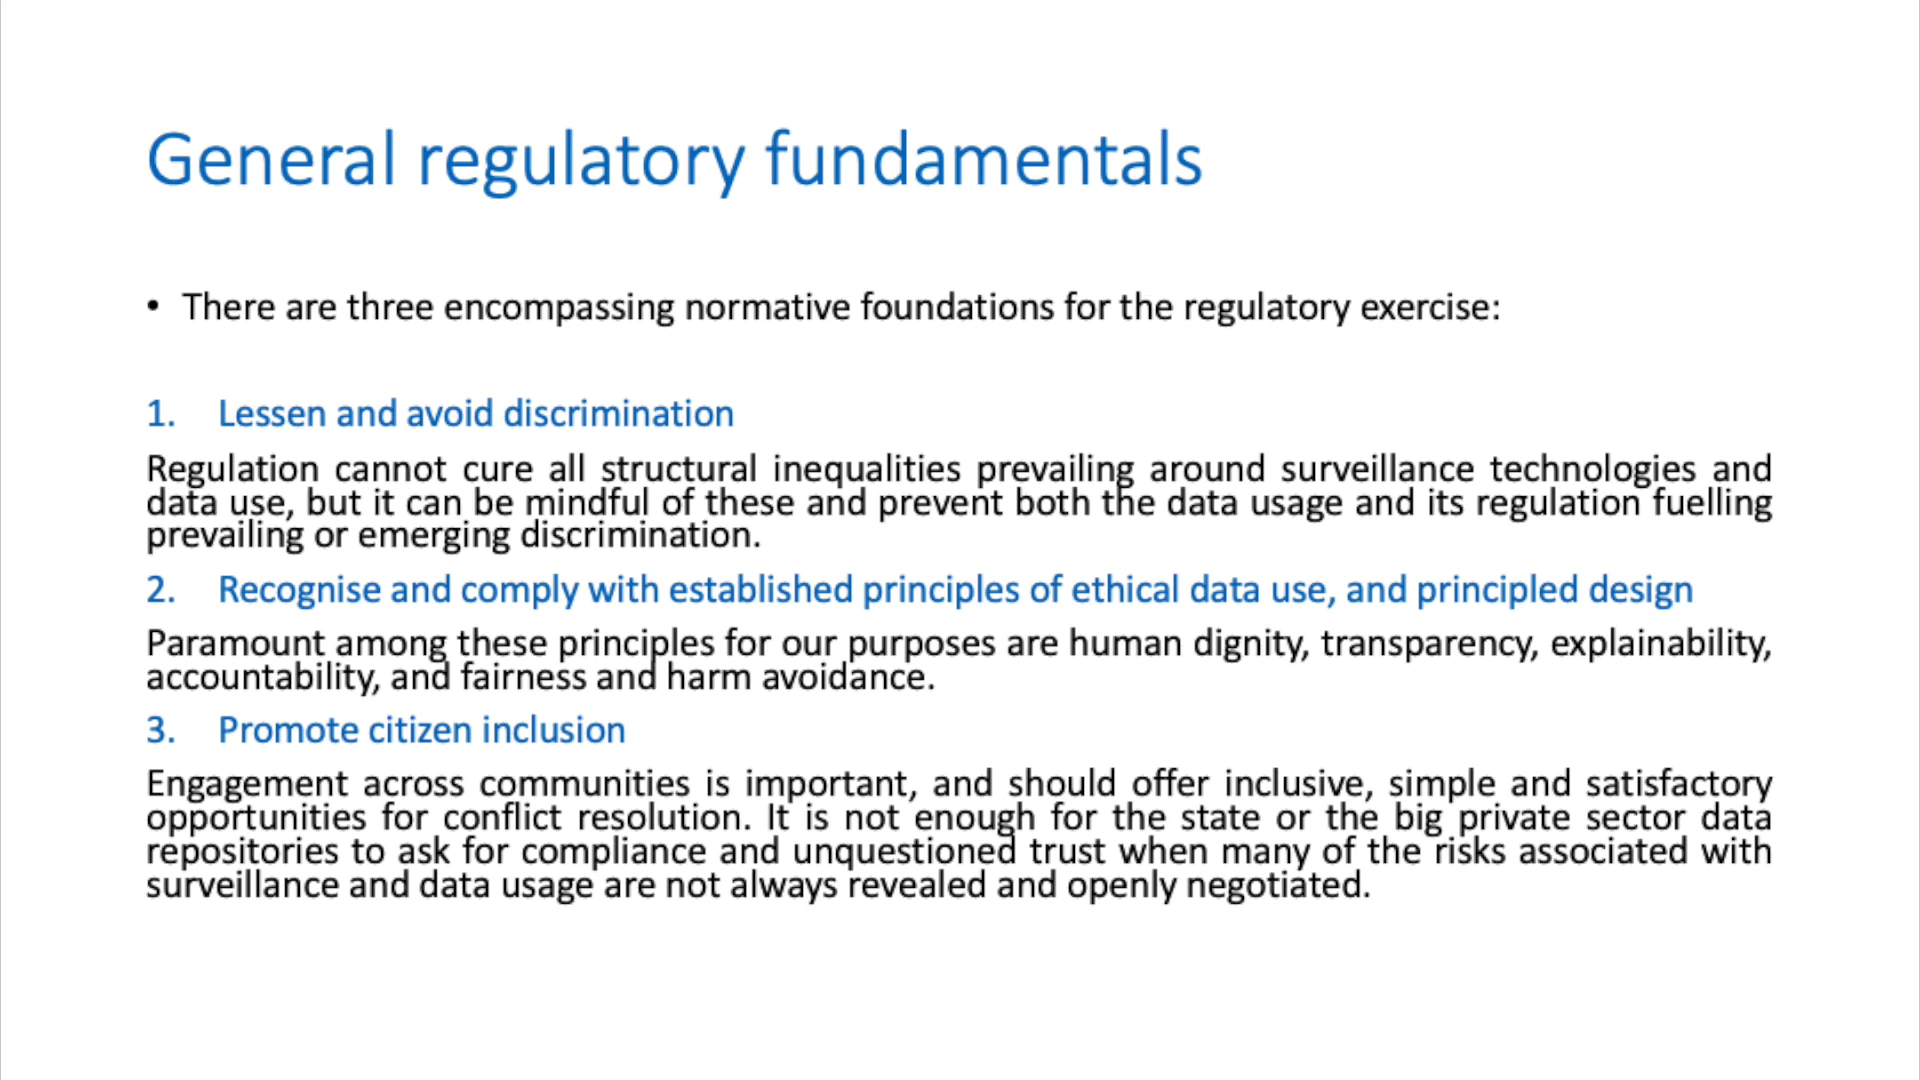 General regulatory fundamentals
• There are three encompassing normative foundations for the regulatory exercise:
1. Lessen and avoid discrimination
Regulation cannot cure all structural inequalities prevailing around surveillance technologies and
data use, but it can be mindful of these and prevent both the data usage and its regulation fuelling
prevailing or emerging discrimination.
2. Recognise and comply with established principles of ethical data use, and principled design
Paramount among these principles for our purposes are human dignity, transparency, explainability,
accountability, and fairness and harm avoidance.
3. Promote citizen inclusion
Engagement across communities is important, and should offer inclusive, simple and satisfactory
opportunities for conflict resolution. It is not enough for the state or the big private sector data
repositories to ask for compliance and unquestioned trust when many of the risks associated with
surveillance and data usage are not always revealed and openly negotiated.